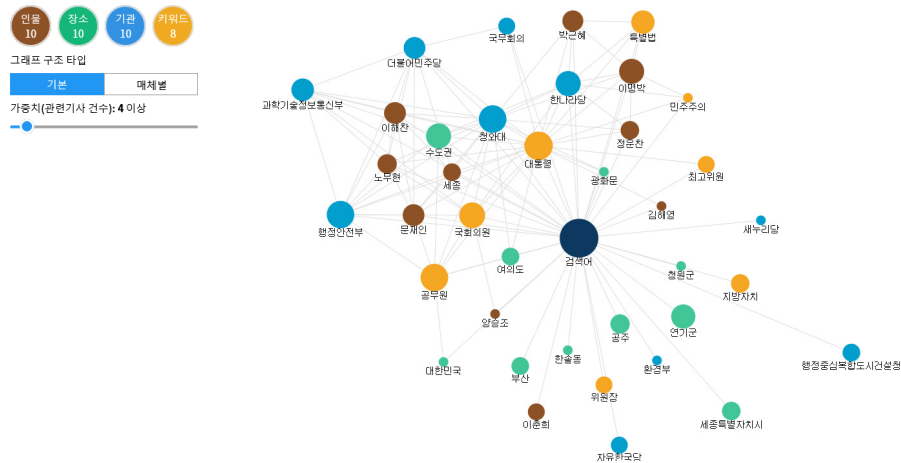 인물 장소 기관 키워드
10 10 10 8
그래프 구조 타입
기본 매체별
가중치(관련기사 건수): 4 이상
박근혜
특별법
국무회의
더불어민주당
이명박
과학기술정보통신부
한나라당
민주주의
이해찬
청와대
정운찬
수도권
대통령
노무현
최고위원
광화문
세종
김해영
행정안전부
문재인
국회의원
새누리당
검색어
여의도
청원군
지방자치
공무원
양승조
공주
연기군
한솔동
환경부
행정중심복합도시건설청
대한민국
부산
위원장
이춘희
세종특별자치시
자유한국당